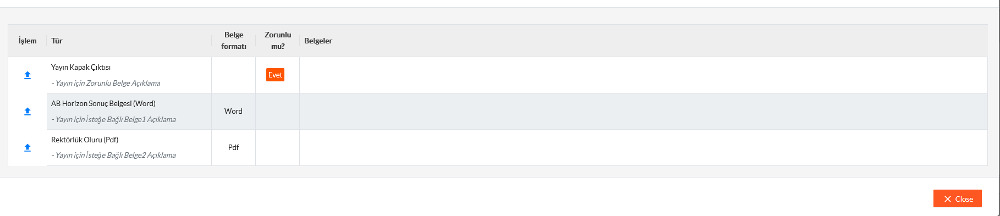 İşlem
Tür
Belge
formatı
Zorunlu
mu?
Belgeler
Yayın Kapak Çıktısı
- Yayın için Zorunlu Belge Açıklama
Evet
AB Horizon Sonuç Belgesi (Word)
- Yayın için İsteğe Bağlı Belge1 Açıklama
Word
Rektörlük Oluru (Pdf)
- Yayın için İsteğe Bağlı Belge2 Açıklama
Pdf
Close